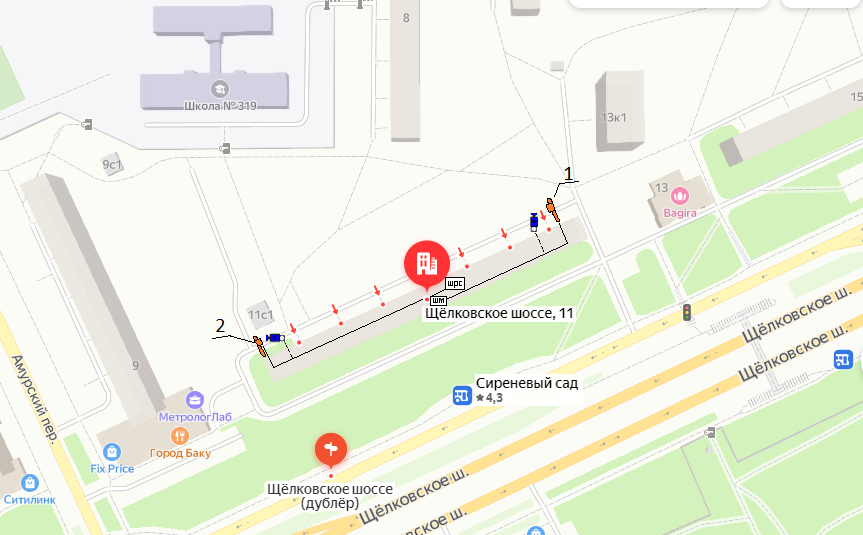 8
Школа № 319
13к1
15
9с1
13
Bagira
1
шрс
шм
Щёлковское шоссе, 11
11с1
2
Щёлковское ш.
Щёлковское ш.
Сиреневый сад
4,3
9
Амурский пер.
МетрологЛаб
Город Баку
Fix Price
Ситилинк
Щёлковское шоссе
(дублёр)
Щёлковское ш.
Щёлковское ш.